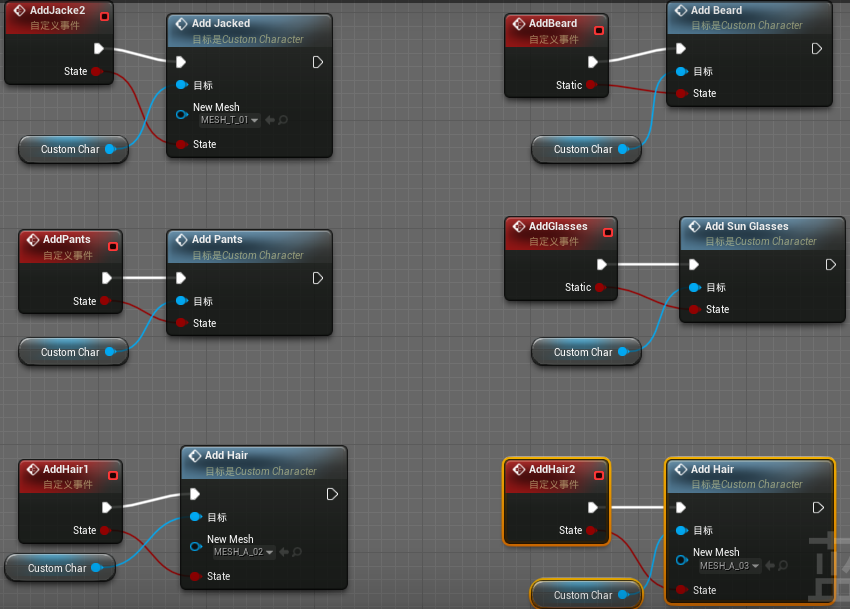 AddJacke2
自定义事件
State
Custom Char
Add Jacked
目标是Custom Character
目标
New Mesh
MESH_T_01
State
AddBeard
自定义事件
Static
Custom Char
Add Beard
目标是Custom Character
目标
State
AddPants
自定义事件
State
Custom Char
Add Pants
目标是Custom Character
目标
State
AddGlasses
自定义事件
Static
Custom Char
Add Sun Glasses
目标是Custom Character
目标
State
AddHair1
自定义事件
State
Custom Char
Add Hair
目标是Custom Character
目标
New Mesh
MESH_A_02
State
AddHair2
自定义事件
State
Custom Char
Add Hair
目标是Custom Character
目标
New Mesh
MESH_A_03
State